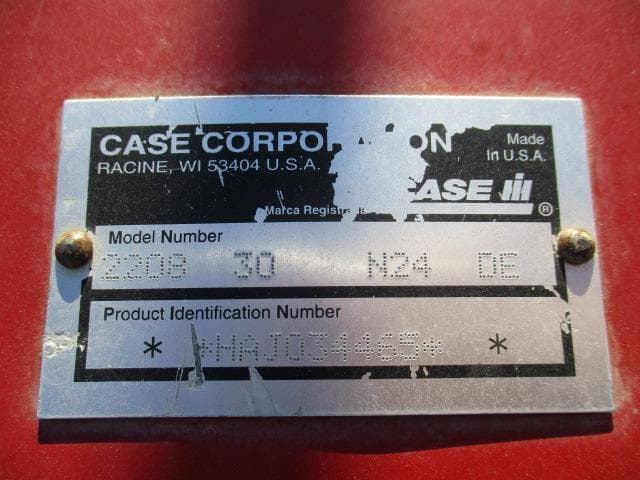 CASE CORPO ON
Made
In U.S.A.
RACINE, WI 53404 U.S.A.
CASE IH ®
Marca Registrada
Model Number
2208 30 N24 DE
Product Identification Number
* *HAJ034465* *